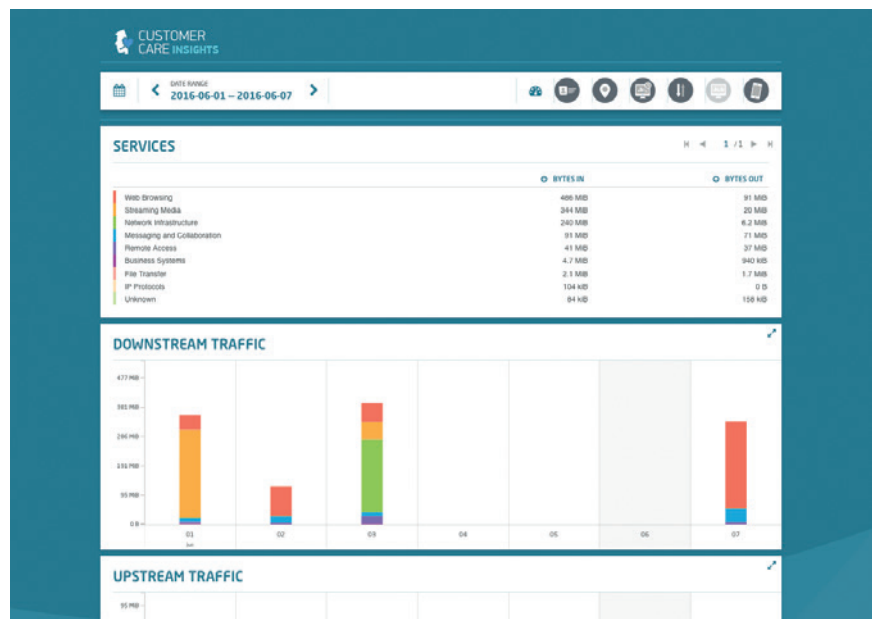 CUSTOMER
CARE INSIGHTS
DATE RANGE
2016-06-01 – 2016-06-07
SERVICES 1 /1
BYTES IN BYTES OUT
Web Browsing 486 MiB 91 MiB
Streaming Media 344 MiB 20 MiB
Network Infrastructure 240 MiB 6.2 MiB
Messaging and Collaboration 91 MiB 71 MiB
Remote Access 41 MiB 37 MiB
Business Systems 4.7 MiB 940 kiB
File Transfer 2.1 MiB 1.7 MiB
IP Protocols 104 kiB 0 B
Unknown 84 kiB 158 kiB
DOWNSTREAM TRAFFIC
477 MiB
381 MiB
286 MiB
191 MiB
95 MiB
0 B
01 02 03 04 05 06 07
UPSTREAM TRAFFIC
95 MiB